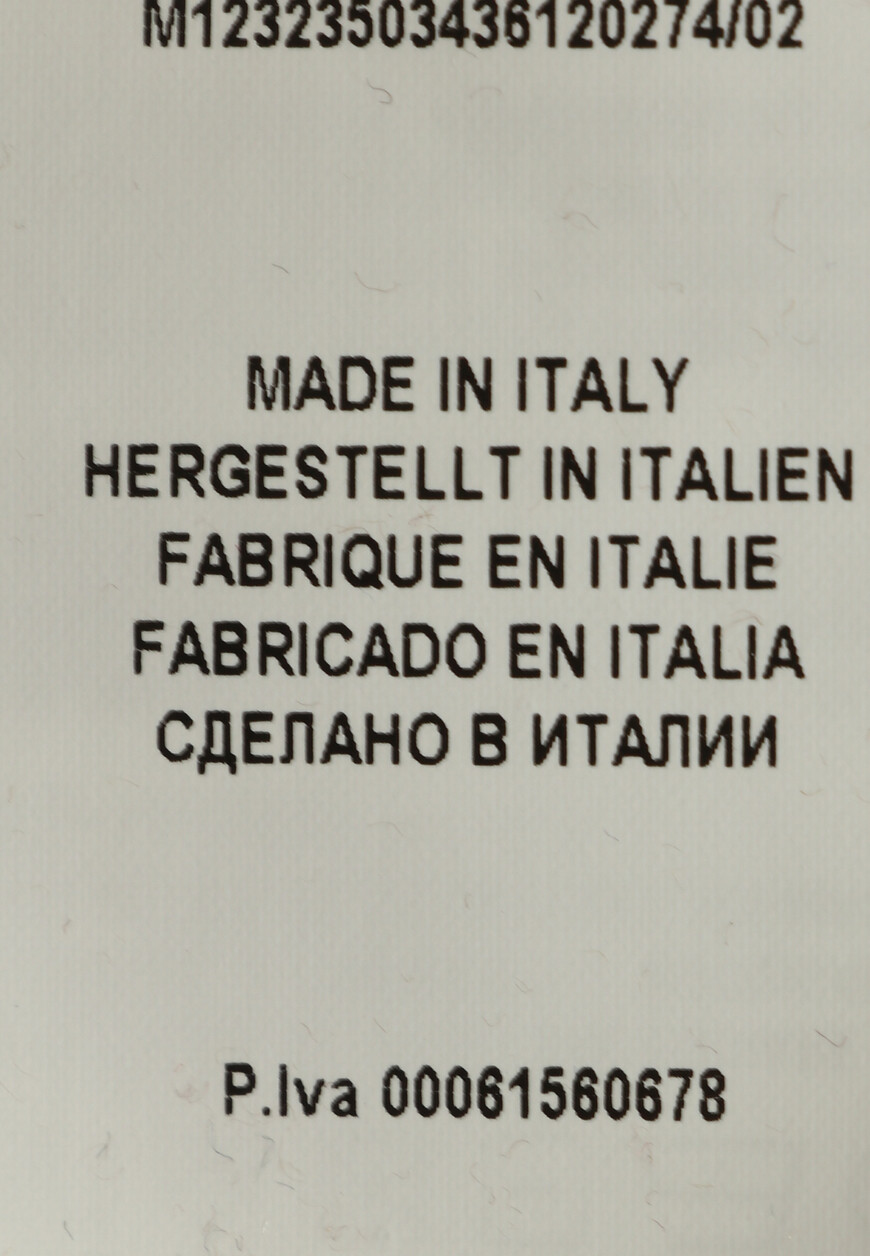 M12323503436120274/02
MADE IN ITALY
HERGESTELLT IN ITALIEN
FABRIQUE EN ITALIE
FABRICADO EN ITALIA
СДЕЛАНО В ИТАЛИИ
P.Iva 00061560678